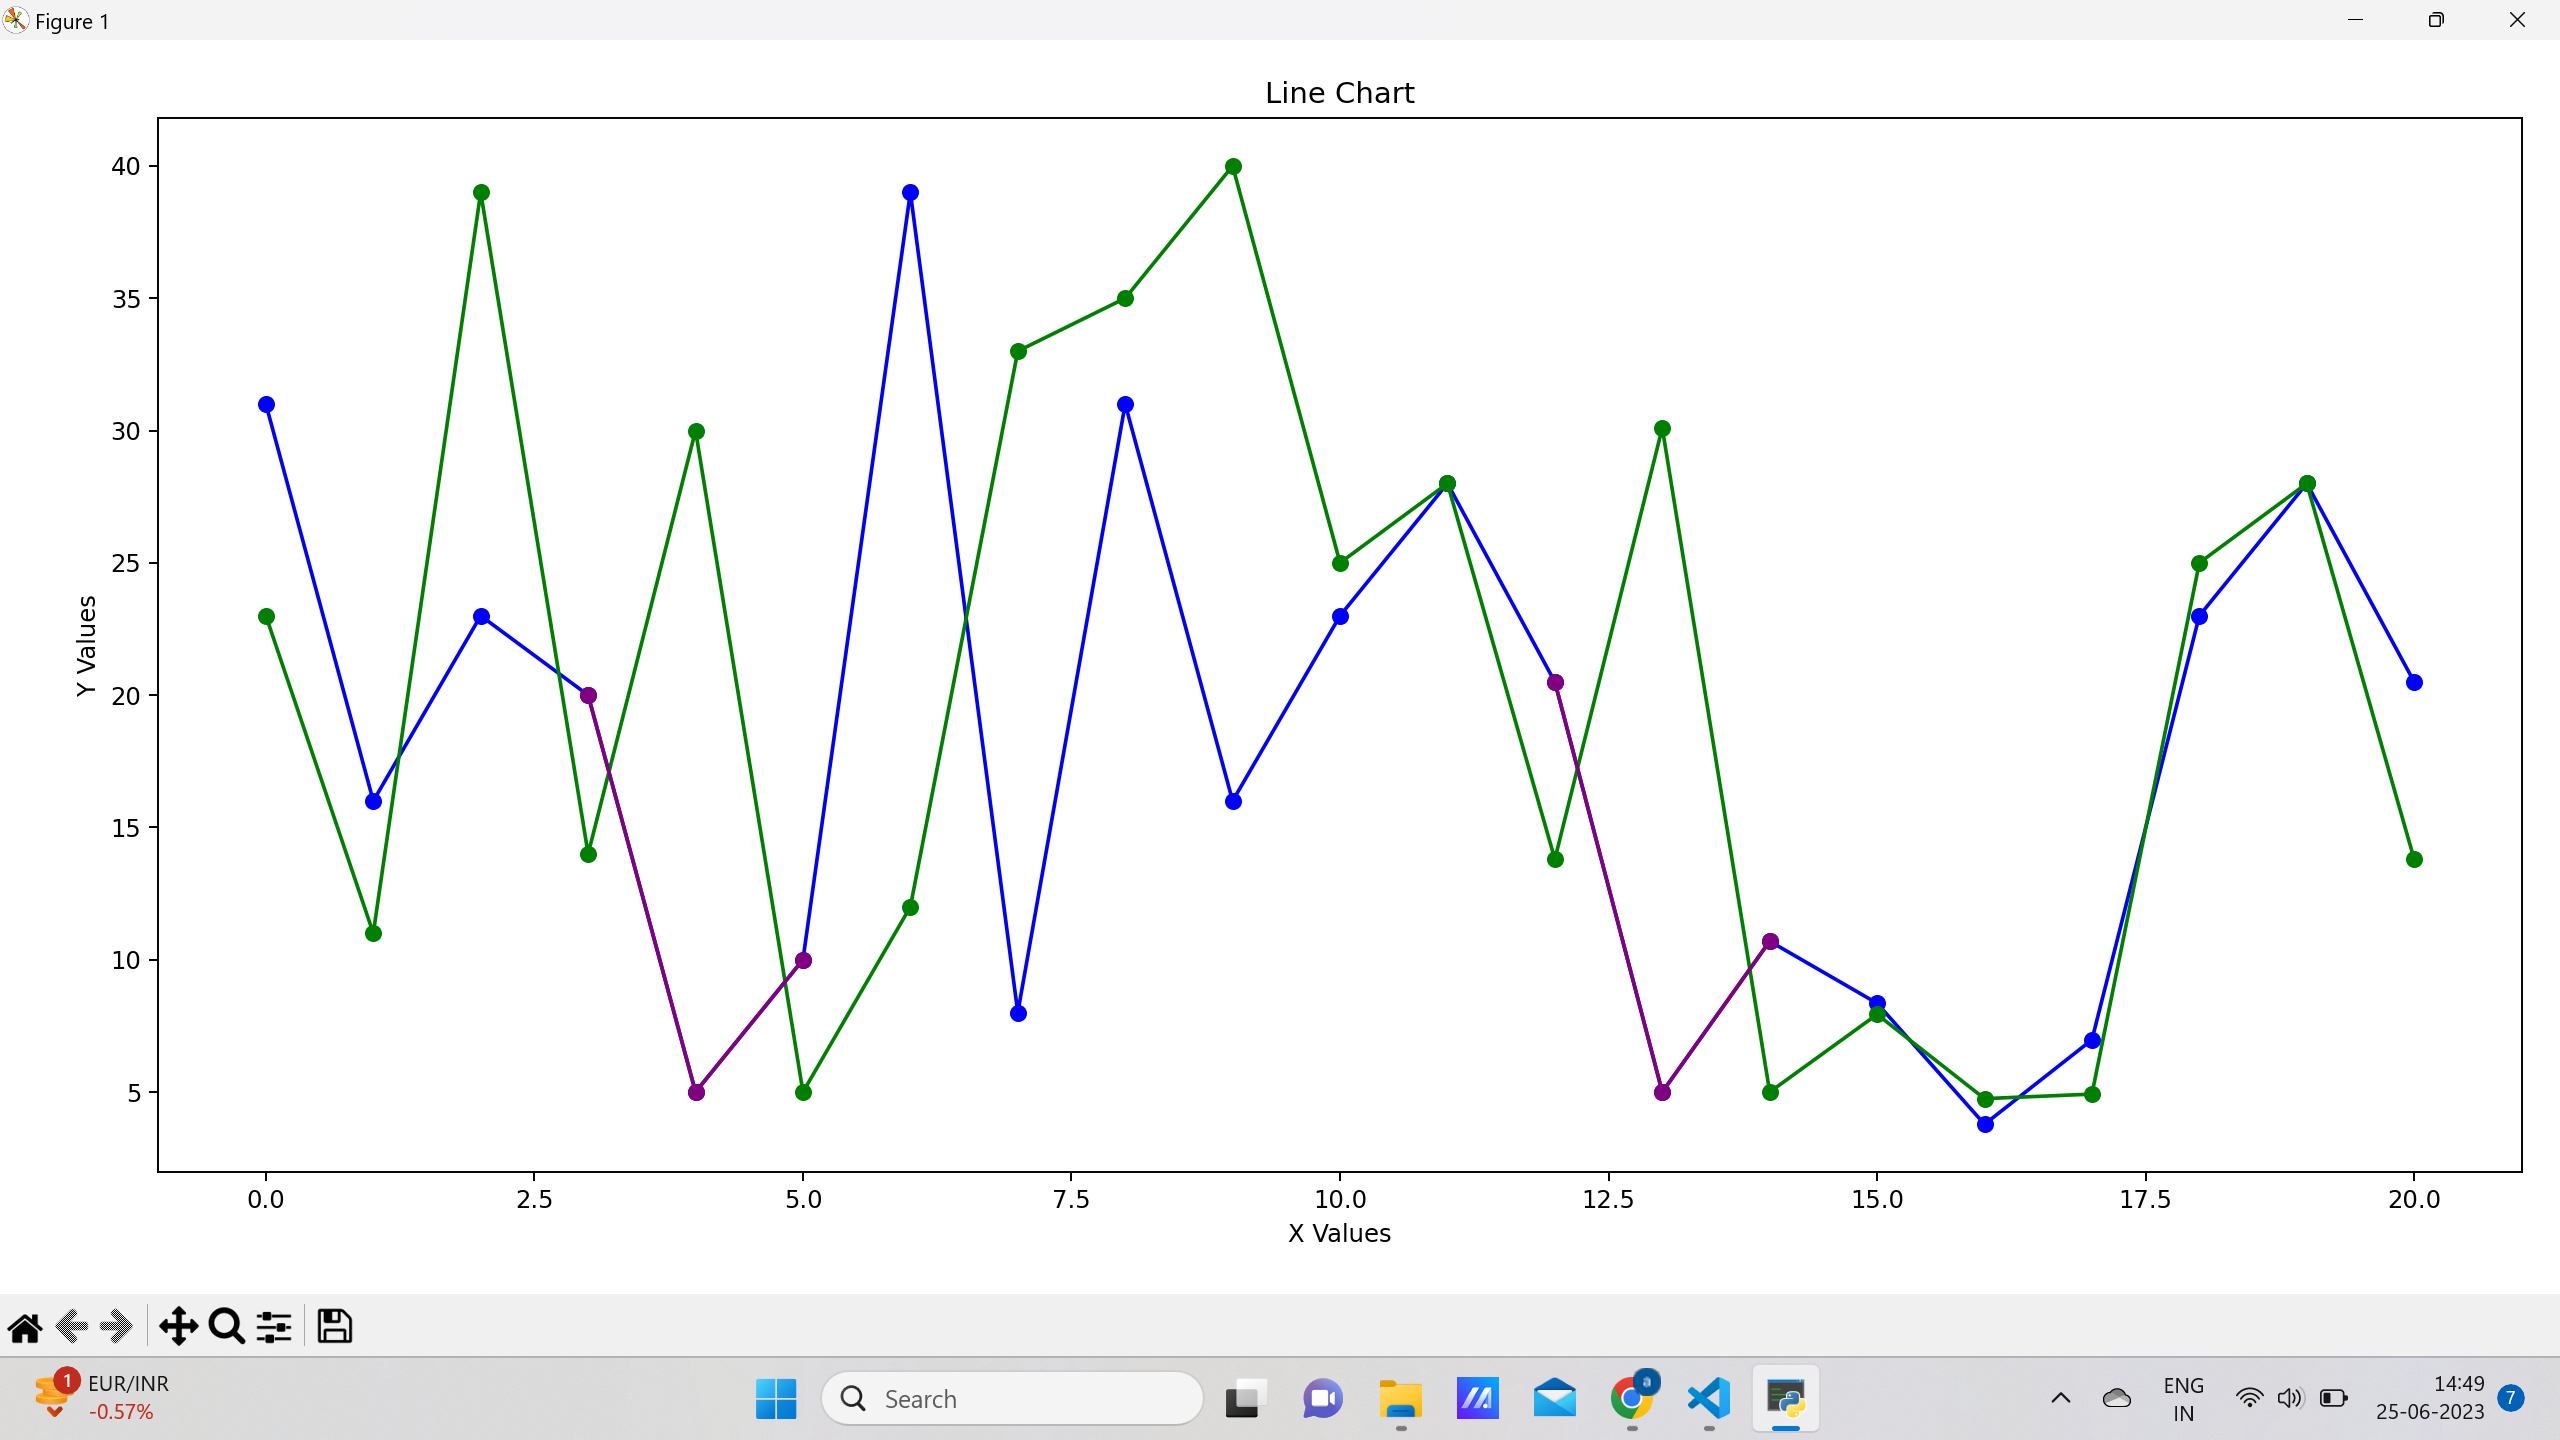 Figure 1
Line Chart
40
35
30
25
20
15
10
5
Y Values
0.0 2.5 5.0 7.5 10.0 12.5 15.0 17.5 20.0
X Values
1
EUR/INR
-0.57%
Search
a
ENG
IN
14:49
25-06-2023
7